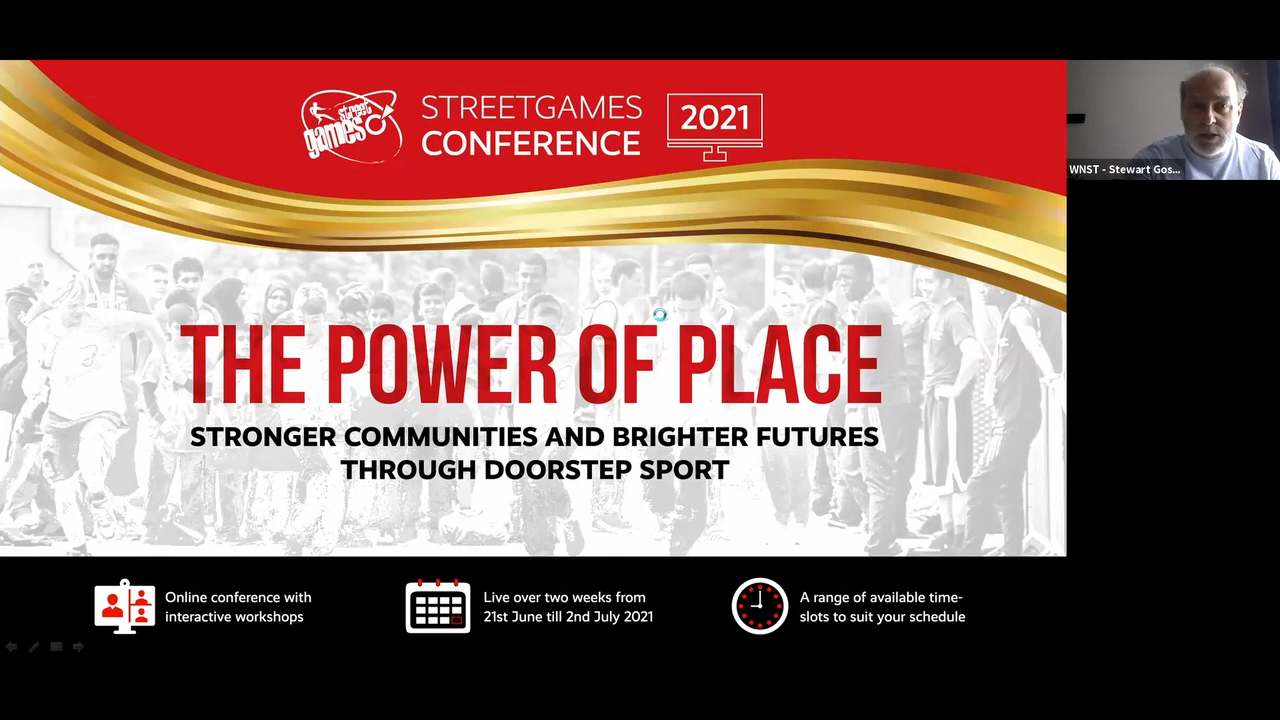 street
games
STREETGAMES
CONFERENCE
2021
WNST - Stewart Gos...
THE POWER OF PLACE
STRONGER COMMUNITIES AND BRIGHTER FUTURES
THROUGH DOORSTEP SPORT
Online conference with
interactive workshops
Live over two weeks from
21st June till 2nd July 2021
A range of available time-
slots to suit your schedule